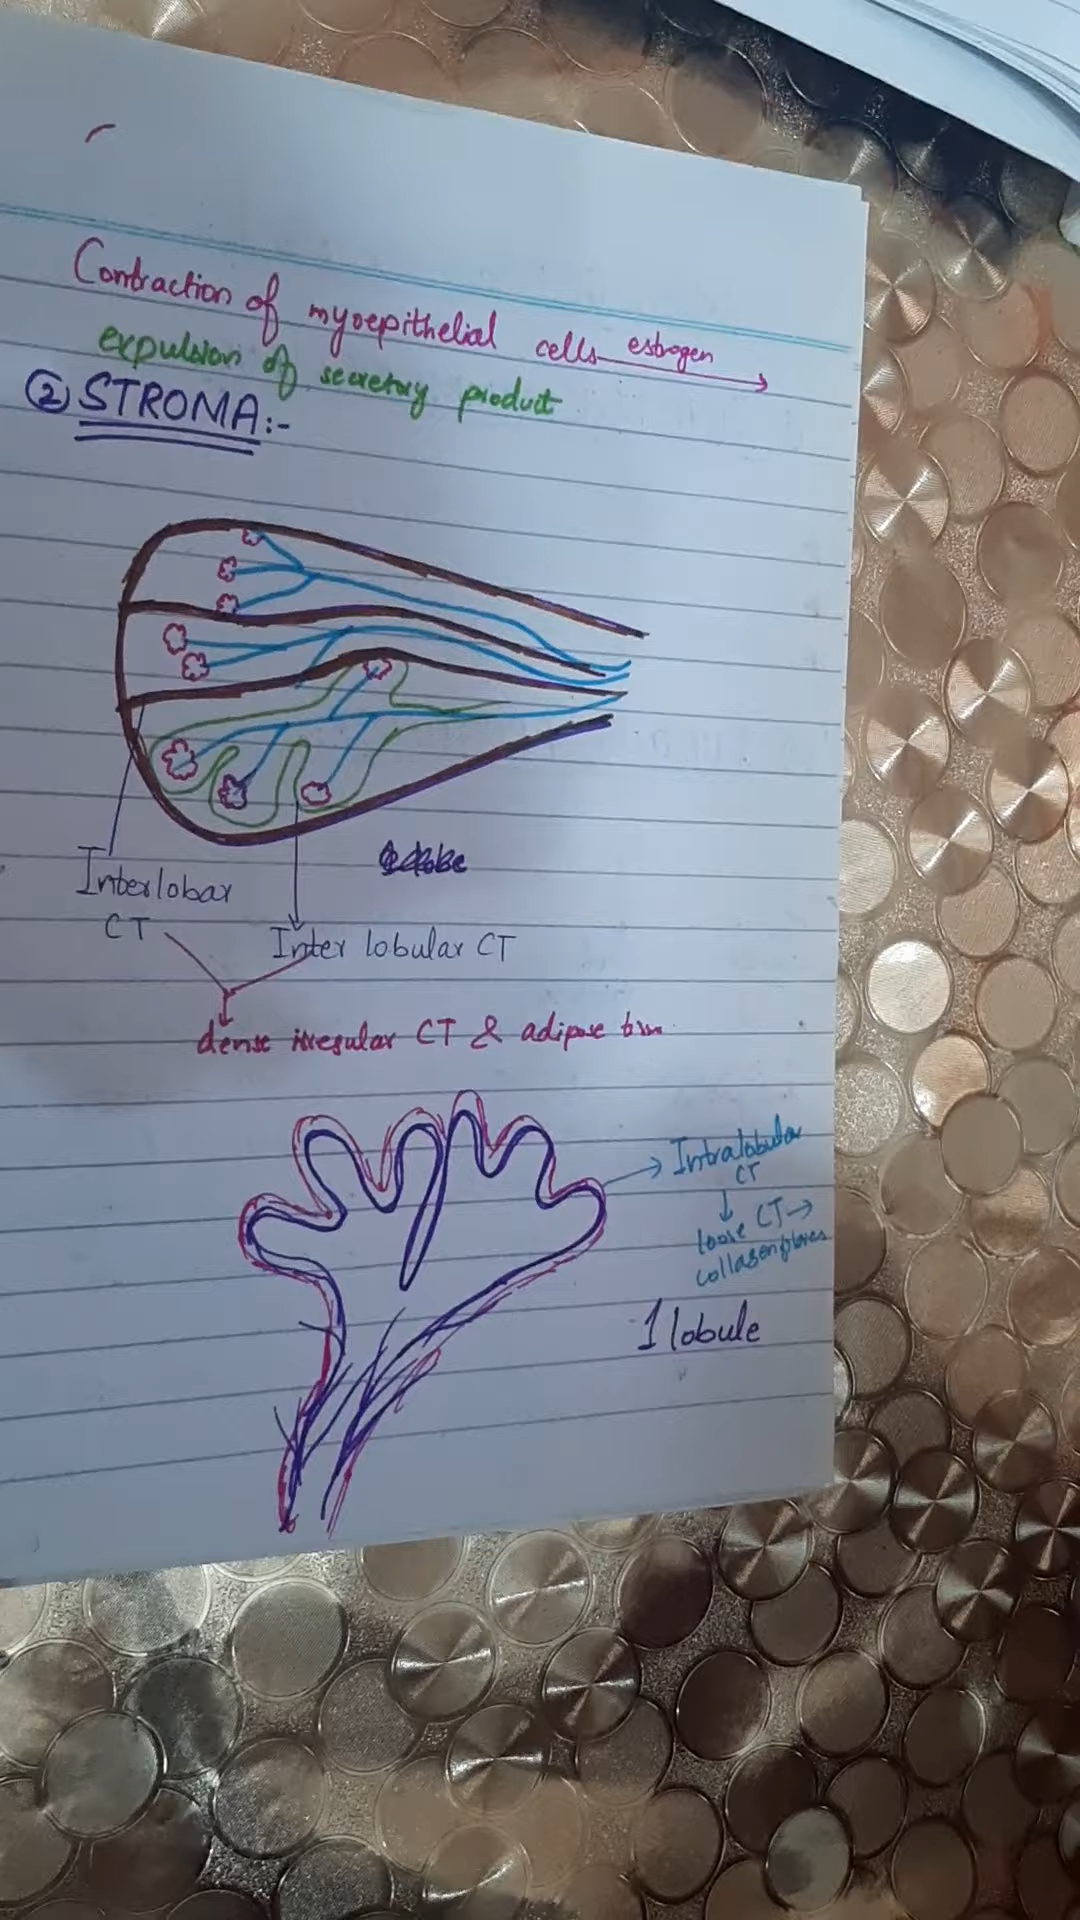 Contraction of myoepithelial cells estrogen →
expulsion of secretory product
② STROMA:-
Interlobar
CT
Inter lobular CT
dense irregular CT & adipose
Intralobular
CT
↓
loose CT →
collagen fibres
1 lobule